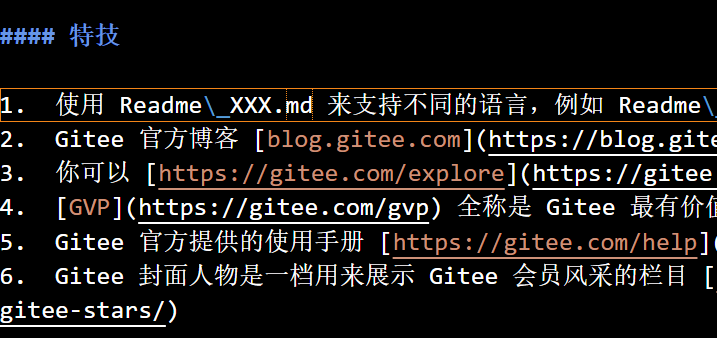 #### 特技
1.  使用 Readme\_XXX.md 来支持不同的语言，例如 Readme\
2.  Gitee 官方博客 [blog.gitee.com](https://blog.gite
3.  你可以 [https://gitee.com/explore](https://gitee
4.  [GVP](https://gitee.com/gvp) 全称是 Gitee 最有价值
5.  Gitee 官方提供的使用手册 [https://gitee.com/help](
6.  Gitee 封面人物是一档用来展示 Gitee 会员风采的栏目 [
gitee-stars/)